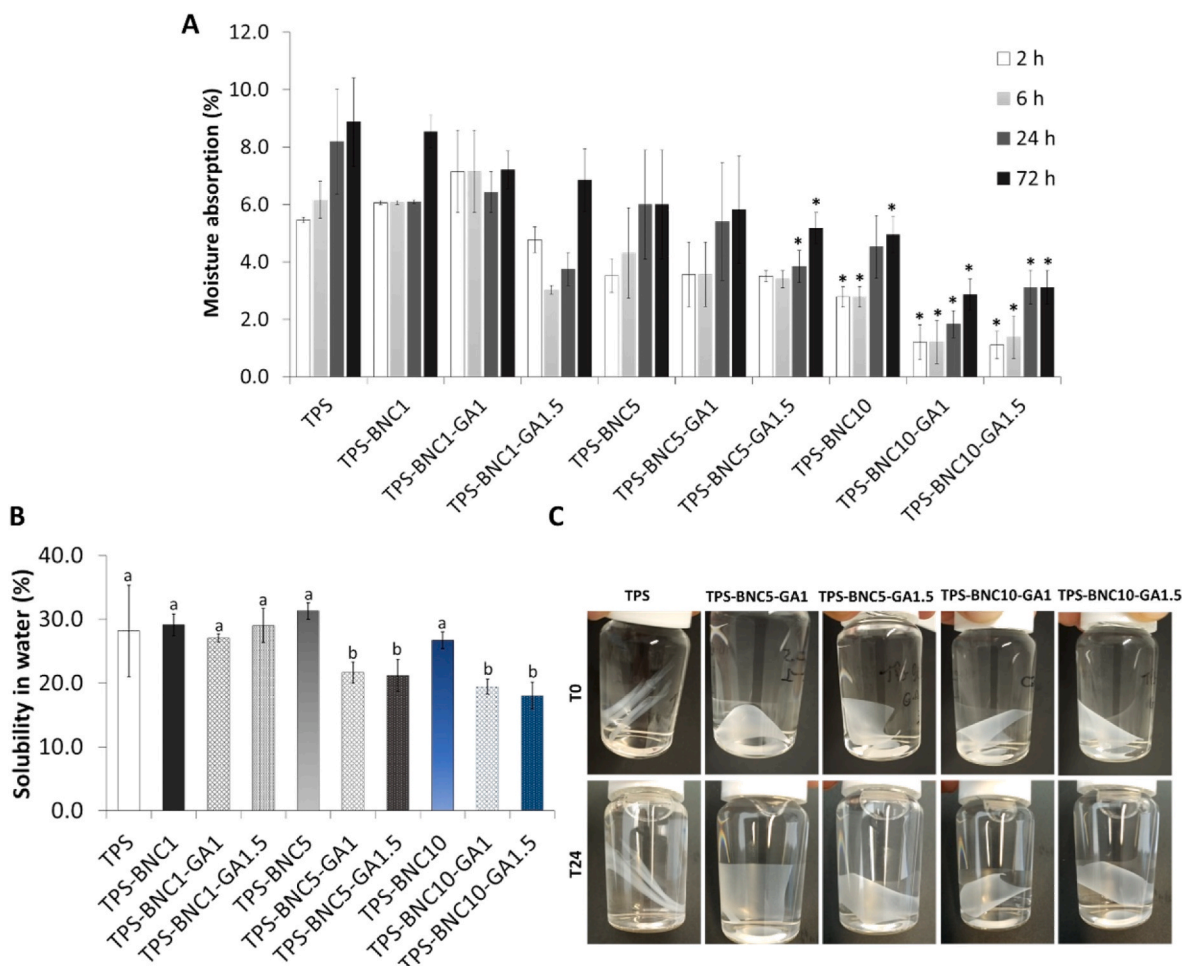 A
12.0
10.0
8.0
6.0
4.0
2.0
0.0
Moisture absorption (%)
2 h
6 h
24 h
72 h
* * * * * * * * * * * * *
TPS
TPS-BNC1
TPS-BNC1-GA1
TPS-BNC1-GA1.5
TPS-BNC5
TPS-BNC5-GA1
TPS-BNC5-GA1.5
TPS-BNC10
TPS-BNC10-GA1
TPS-BNC10-GA1.5
B
40.0
30.0
20.0
10.0
0.0
Solubility in water (%)
a a a a a b b a b b
TPS
TPS-BNC1
TPS-BNC1-GA1
TPS-BNC1-GA1.5
TPS-BNC5
TPS-BNC5-GA1
TPS-BNC5-GA1.5
TPS-BNC10
TPS-BNC10-GA1
TPS-BNC10-GA1.5
C
TPS TPS-BNC5-GA1 TPS-BNC5-GA1.5 TPS-BNC10-GA1 TPS-BNC10-GA1.5
T0
T24